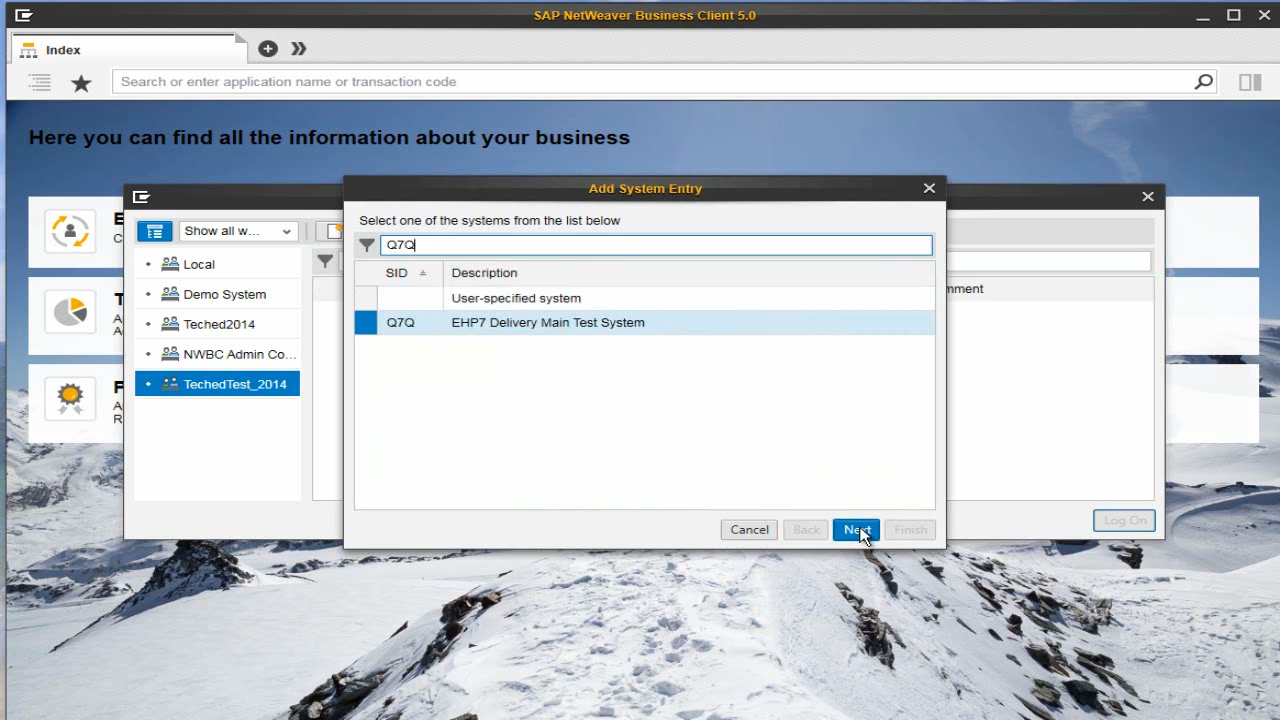 SAP NetWeaver Business Client 5.0
Index
Search or enter application name or transaction code
Here you can find all the information about your business
Add System Entry
Select one of the systems from the list below
Show all w...
Q7Q
Local
SID Description
mment
Demo System
User-specified system
Teched2014
Q7Q EHP7 Delivery Main Test System
NWBC Admin Co...
TechedTest_2014
E
C
T
A
A
F
A
R
Cancel Back Next Finish
Log On